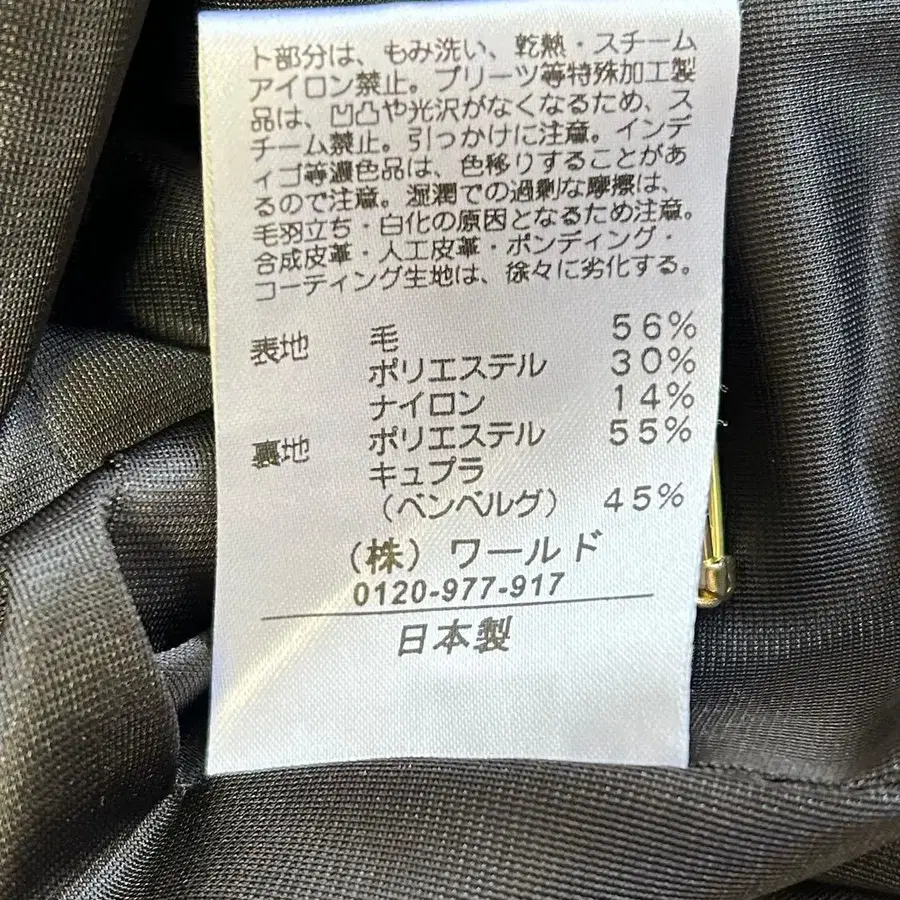 ト部分は、もみ洗い、乾熱・スチーム
アイロン禁止。プリーツ等特殊加工製
品は、凹凸や光沢がなくなるため、ス
チーム禁止。引っかけに注意。インデ
ィゴ等濃色品は、色移りすることがあ
るので注意。湿潤での過剰な摩擦は、
毛羽立ち・白化の原因となるため注意。
合成皮革・人工皮革・ボンディング・
コーティング生地は、徐々に劣化する。
表地 毛 56%
ポリエステル 30%
ナイロン 14%
裏地 ポリエステル 55%
キュプラ
（ベンベルグ） 45%
（株）ワールド
0120-977-917
日本製